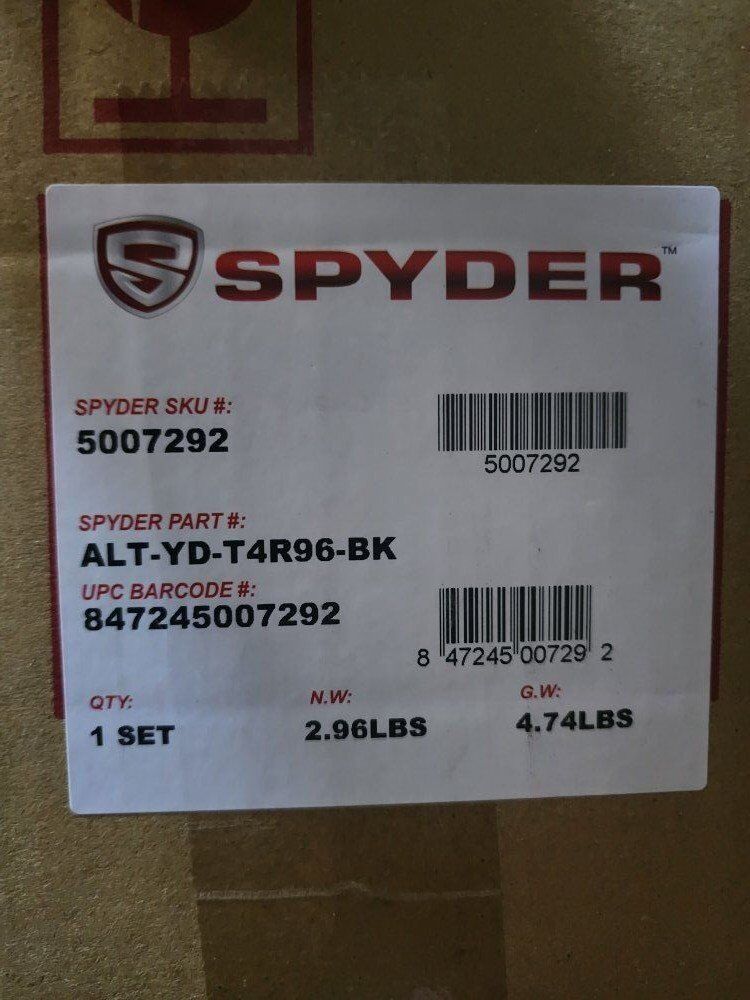 SPYDER™
SPYDER SKU #:
5007292
5007292
SPYDER PART #:
ALT-YD-T4R96-BK
UPC BARCODE #:
847245007292
8 47245 00729 2
QTY: N.W: G.W:
1 SET 2.96LBS 4.74LBS